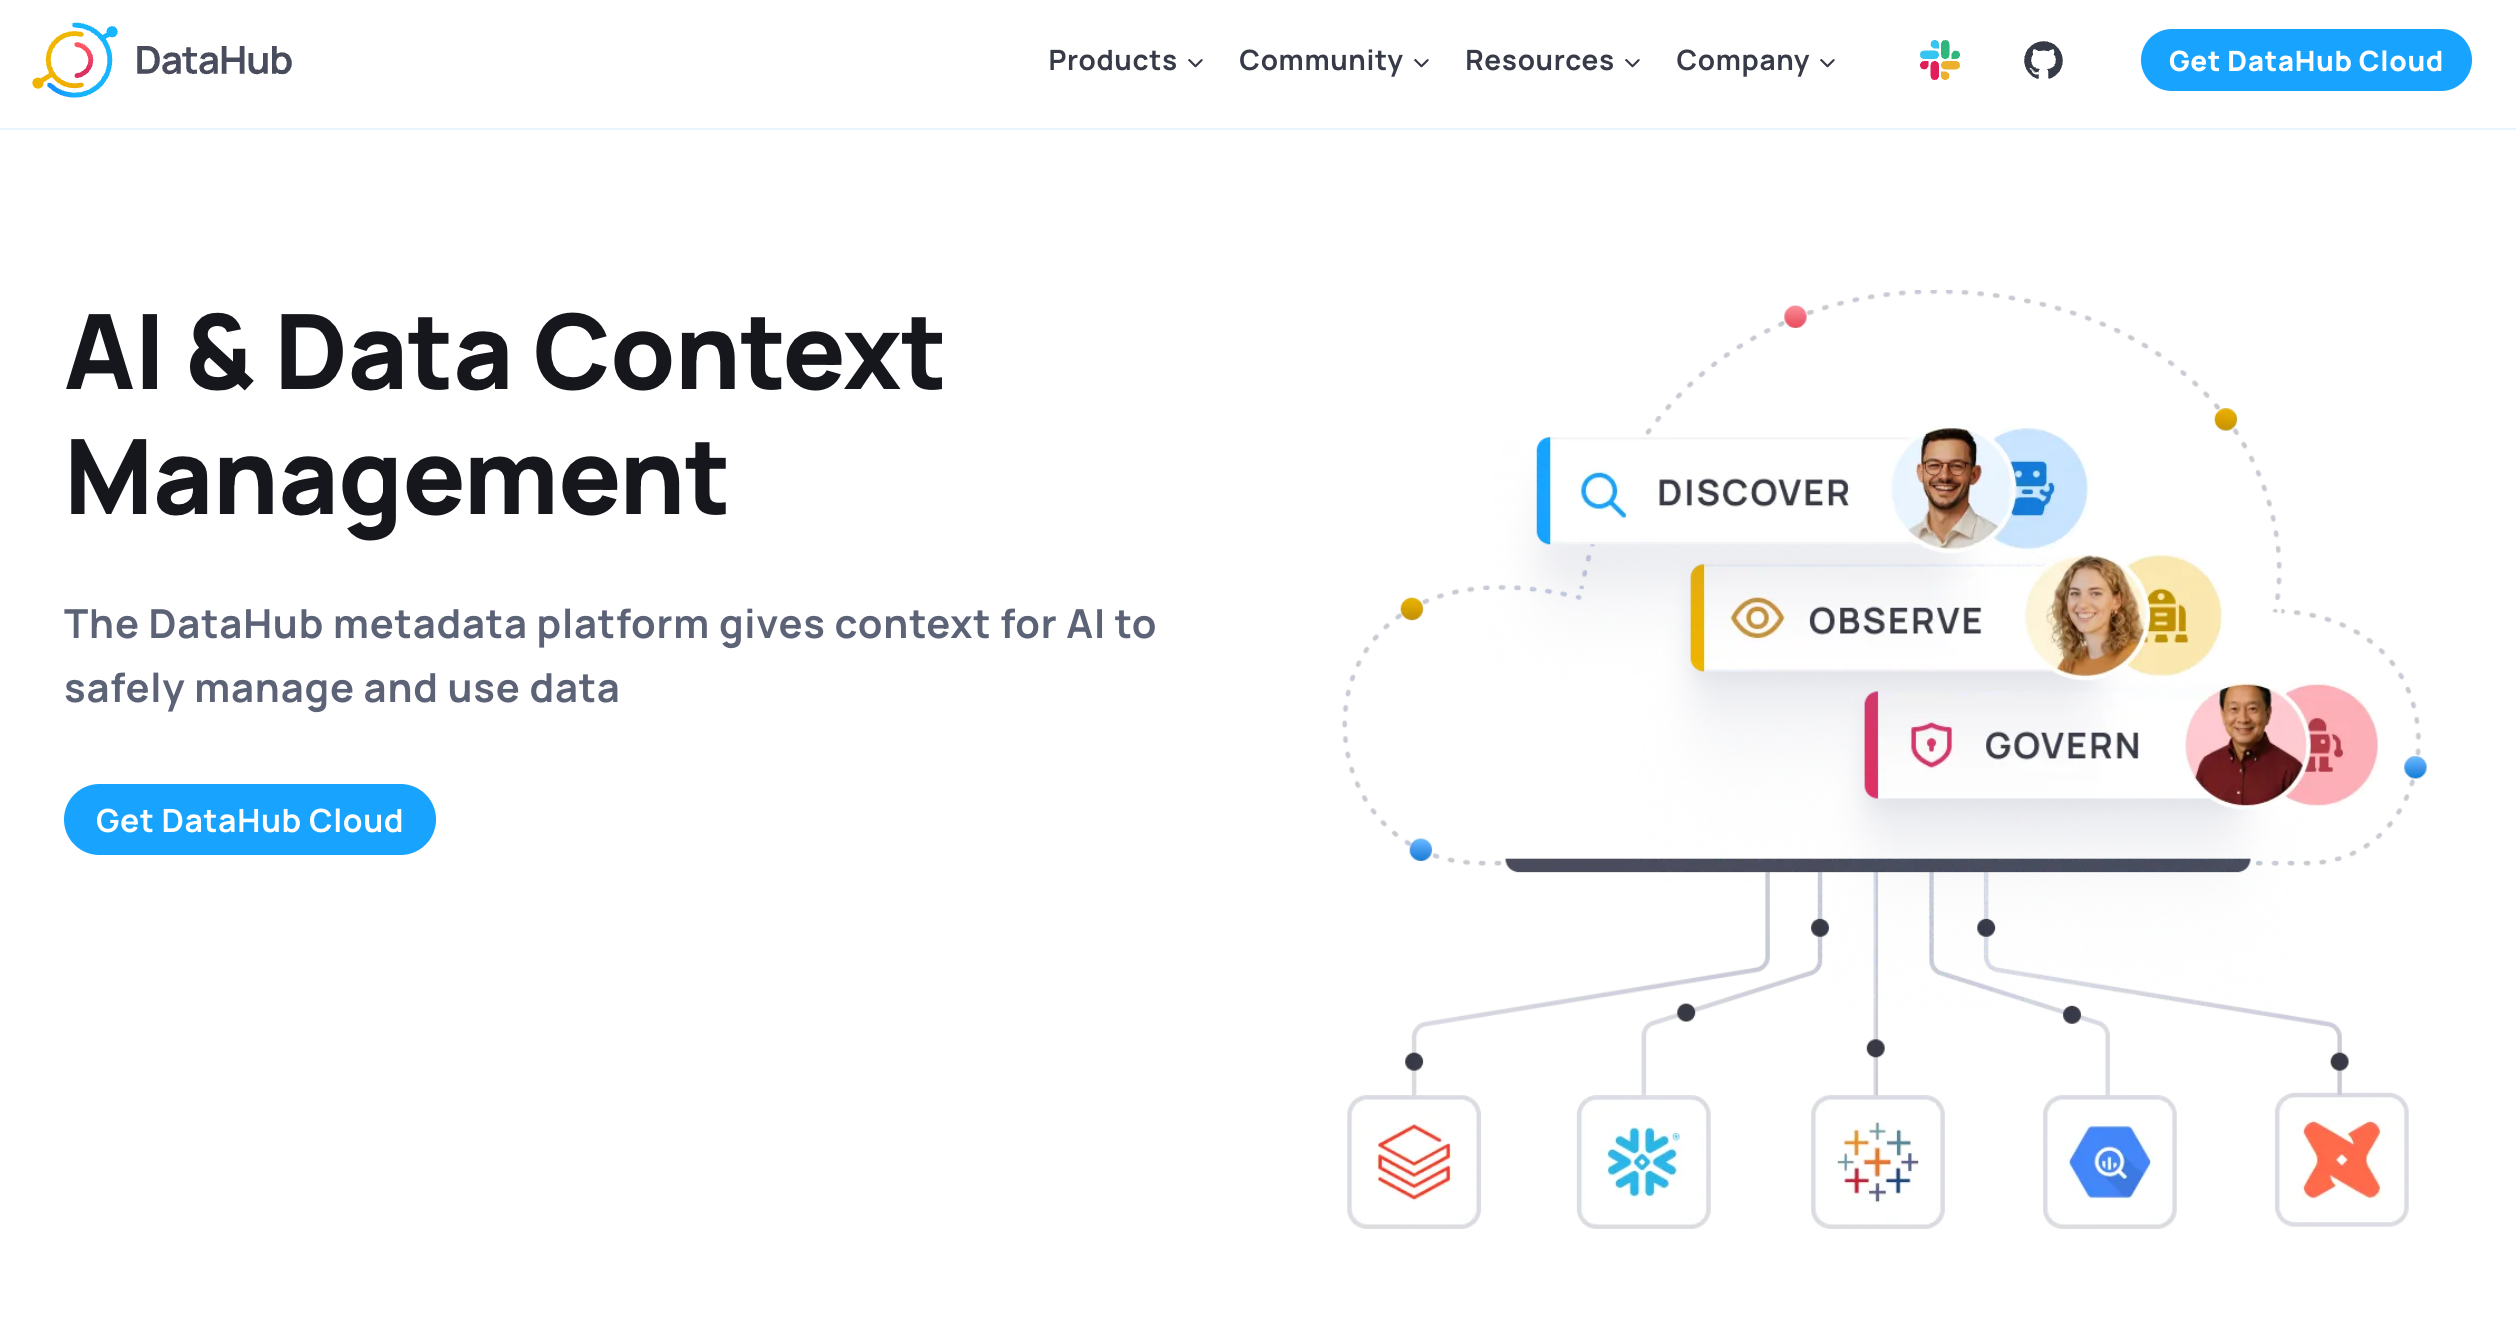 DataHub
Products
Community
Resources
Company
Get DataHub Cloud
AI & Data Context
Management
The DataHub metadata platform gives context for AI to
safely manage and use data
Get DataHub Cloud
DISCOVER
OBSERVE
GOVERN
®